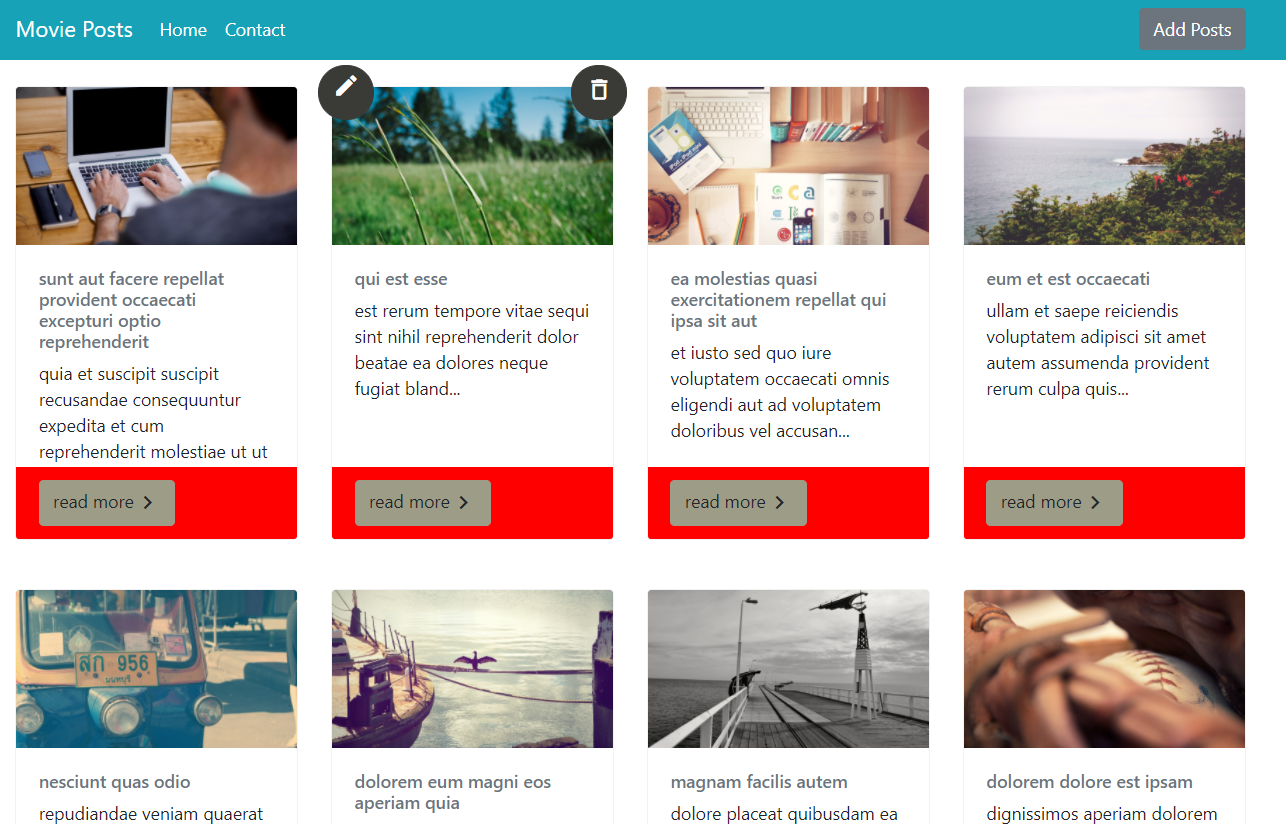 Movie Posts Home Contact Add Posts
sunt aut facere repellat
provident occaecati
excepturi optio
reprehenderit
quia et suscipit suscipit
recusandae consequuntur
expedita et cum
reprehenderit molestiae ut ut
read more
qui est esse
est rerum tempore vitae sequi
sint nihil reprehenderit dolor
beatae ea dolores neque
fugiat bland...
read more
ea molestias quasi
exercitationem repellat qui
ipsa sit aut
et iusto sed quo iure
voluptatem occaecati omnis
eligendi aut ad voluptatem
doloribus vel accusan...
read more
eum et est occaecati
ullam et saepe reiciendis
voluptatem adipisci sit amet
autem assumenda provident
rerum culpa quis...
read more
สก 956
นนทบุรี
nesciunt quas odio
repudiandae veniam quaerat
dolorem eum magni eos
aperiam quia
magnam facilis autem
dolore placeat quibusdam ea
dolorem dolore est ipsam
dignissimos aperiam dolorem